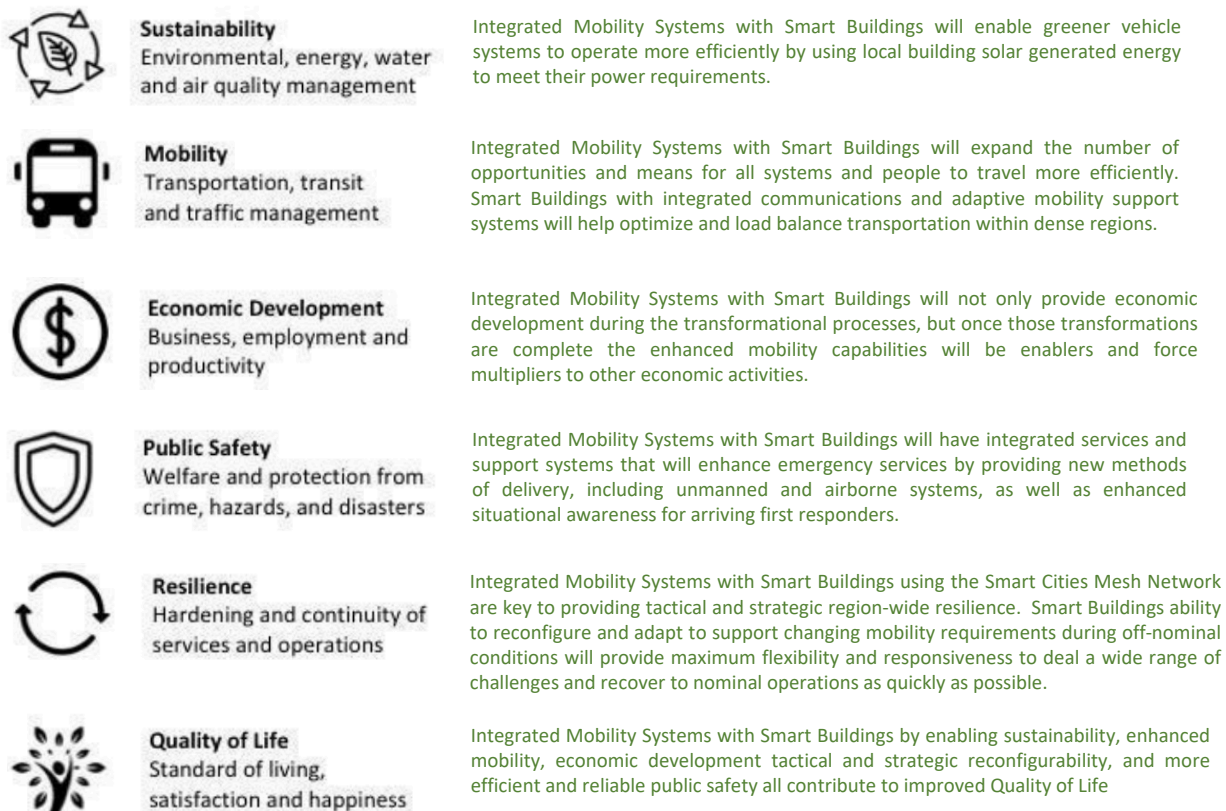 Sustainability
Environmental, energy, water
and air quality management
Integrated Mobility Systems with Smart Buildings will enable greener vehicle
systems to operate more efficiently by using local building solar generated energy
to meet their power requirements.
Mobility
Transportation, transit
and traffic management
Integrated Mobility Systems with Smart Buildings will expand the number of
opportunities and means for all systems and people to travel more efficiently.
Smart Buildings with integrated communications and adaptive mobility support
systems will help optimize and load balance transportation within dense regions.
Economic Development
Business, employment and
productivity
Integrated Mobility Systems with Smart Buildings will not only provide economic
development during the transformational processes, but once those transformations
are complete the enhanced mobility capabilities will be enablers and force
multipliers to other economic activities.
Public Safety
Welfare and protection from
crime, hazards, and disasters
Integrated Mobility Systems with Smart Buildings will have integrated services and
support systems that will enhance emergency services by providing new methods
of delivery, including unmanned and airborne systems, as well as enhanced
situational awareness for arriving first responders.
Resilience
Hardening and continuity of
services and operations
Integrated Mobility Systems with Smart Buildings using the Smart Cities Mesh Network
are key to providing tactical and strategic region-wide resilience. Smart Buildings ability
to reconfigure and adapt to support changing mobility requirements during off-nominal
conditions will provide maximum flexibility and responsiveness to deal a wide range of
challenges and recover to nominal operations as quickly as possible.
Quality of Life
Standard of living,
satisfaction and happiness
Integrated Mobility Systems with Smart Buildings by enabling sustainability, enhanced
mobility, economic development tactical and strategic reconfigurability, and more
efficient and reliable public safety all contribute to improved Quality of Life